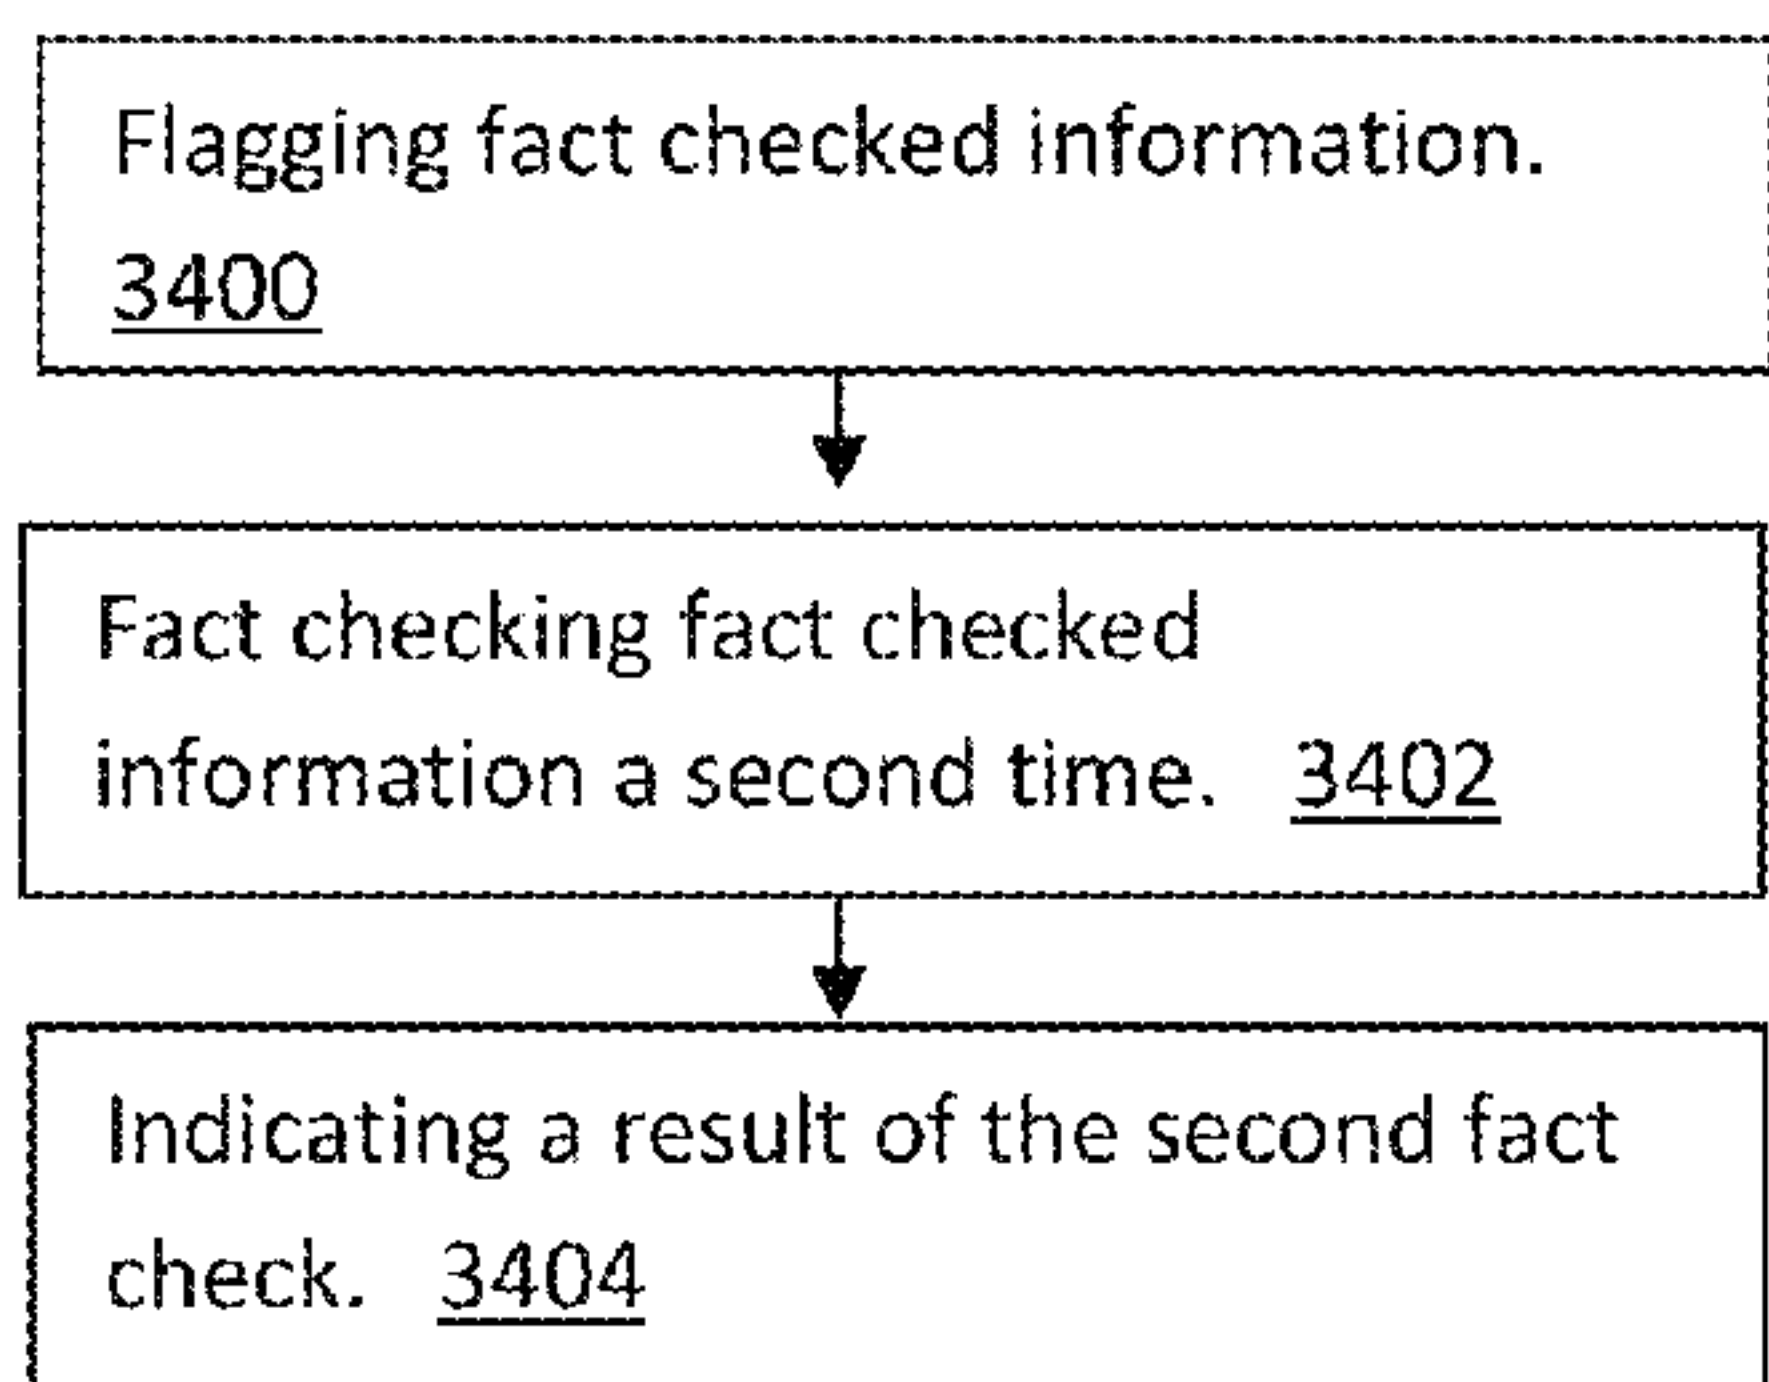 Flagging fact checked information.
3400
Fact checking fact checked
information a second time. 3402
Indicating a result of the second fact
check. 3404